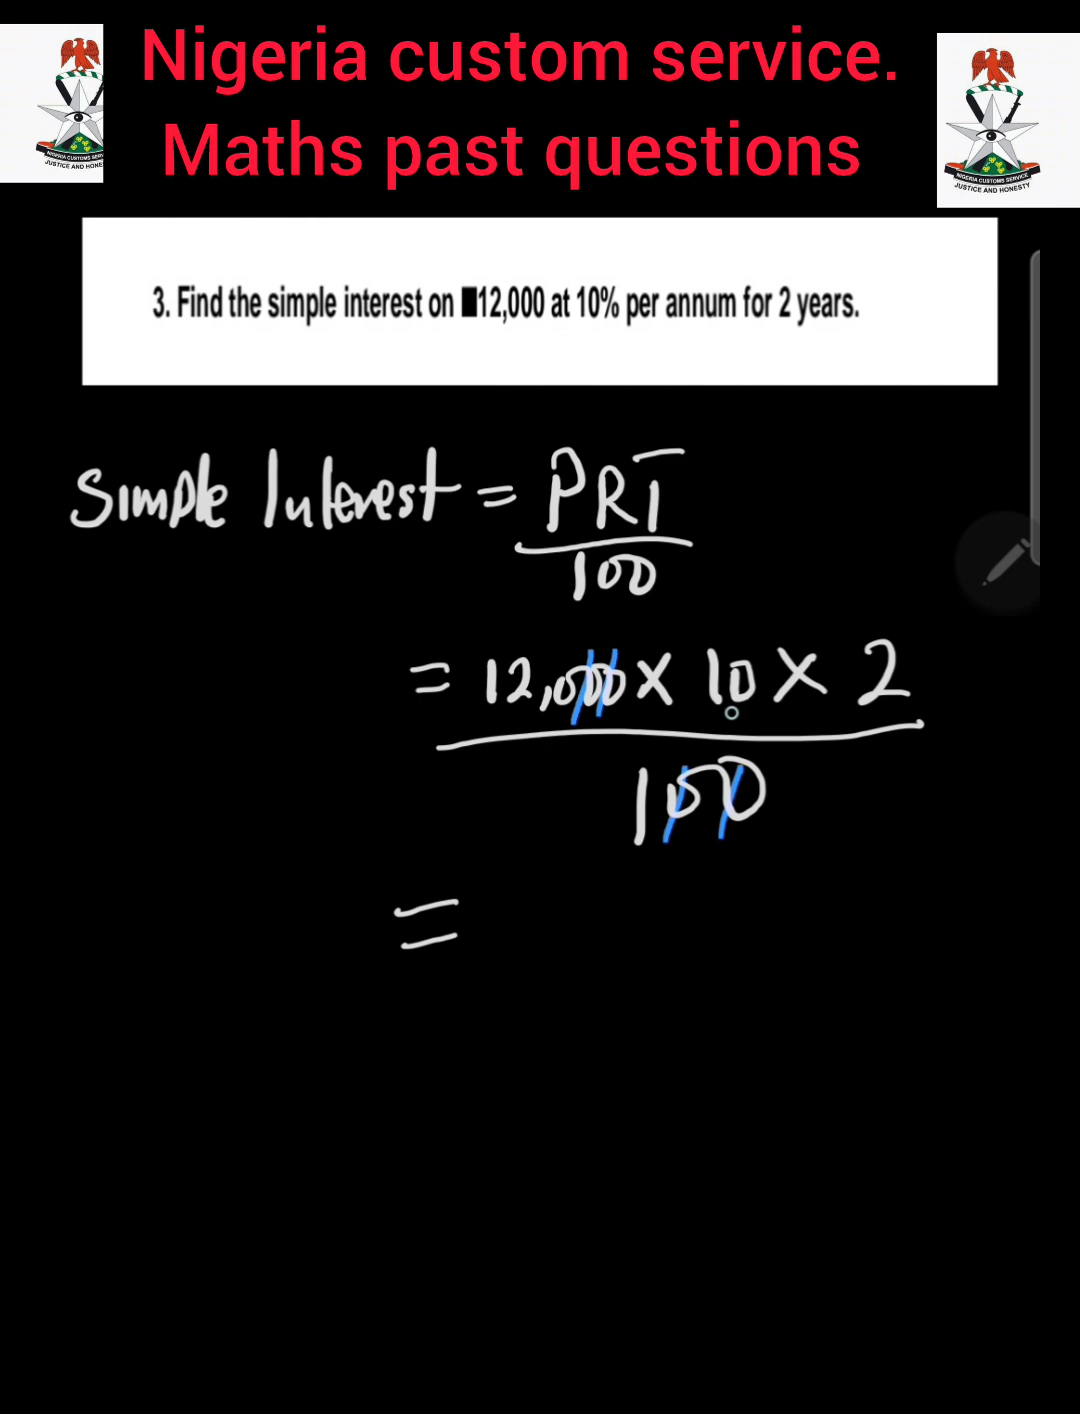 Nigeria custom service.
Maths past questions
NIGERIA CUSTOMS SERVICE
JUSTICE AND HONESTY
3. Find the simple interest on ■12,000 at 10% per annum for 2 years.
Simple Interest = PRT
100
= 12,000 × 10 × 2
100
=